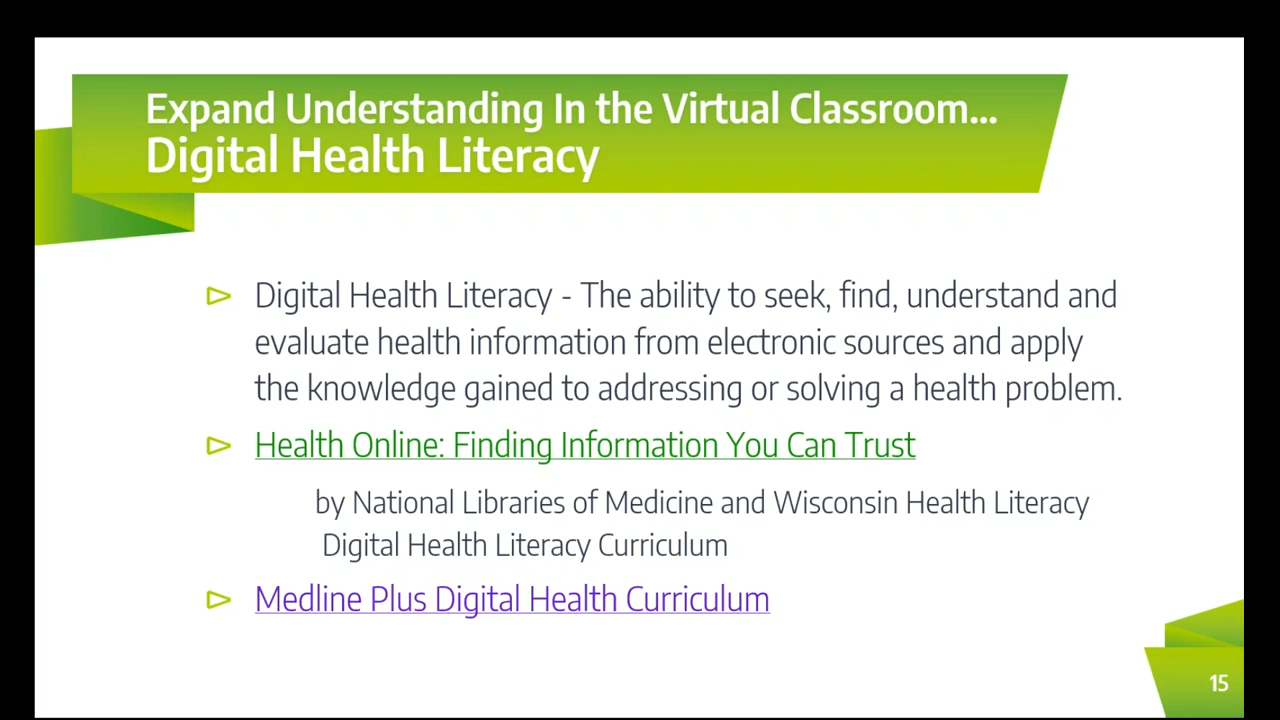 Expand Understanding In the Virtual Classroom...
Digital Health Literacy
Digital Health Literacy - The ability to seek, find, understand and
evaluate health information from electronic sources and apply
the knowledge gained to addressing or solving a health problem.
Health Online: Finding Information You Can Trust
by National Libraries of Medicine and Wisconsin Health Literacy
Digital Health Literacy Curriculum
Medline Plus Digital Health Curriculum
15